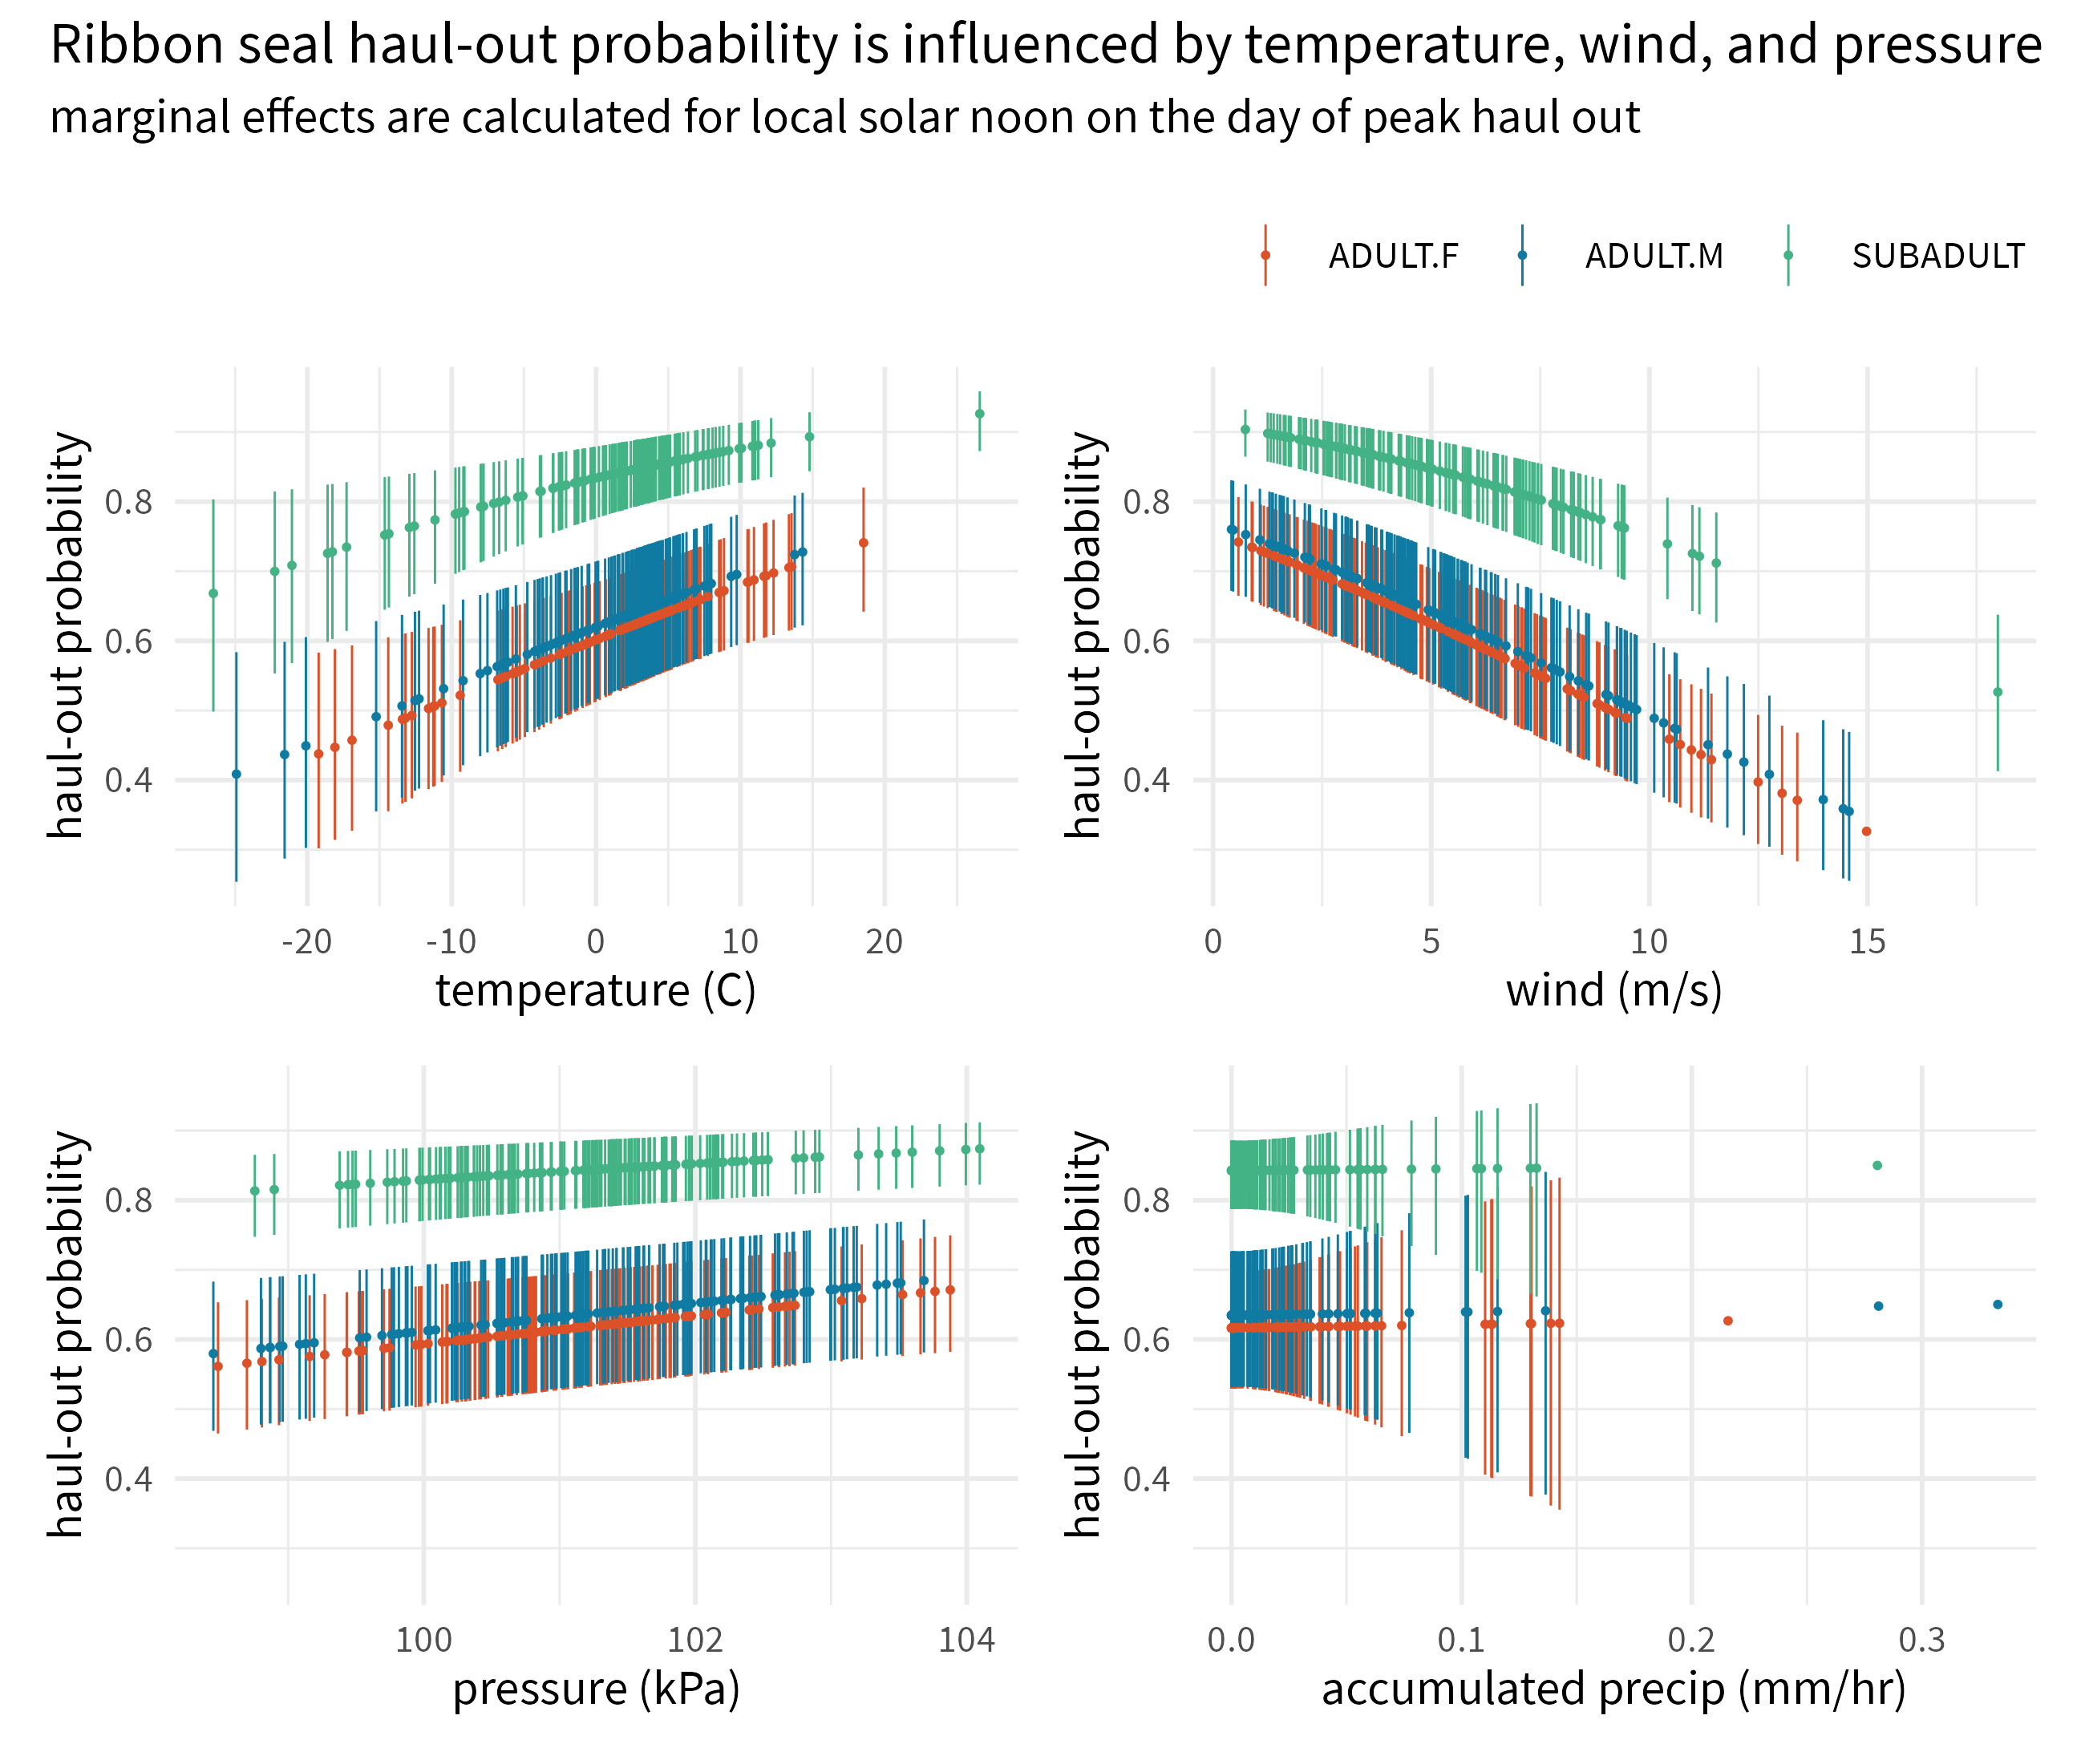 Ribbon seal haul-out probability is influenced by temperature, wind, and pressure
marginal effects are calculated for local solar noon on the day of peak haul out
ADULT.F ADULT.M SUBADULT
haul-out probability
0.8
0.6
0.4
-20 -10 0 10 20
temperature (C)
haul-out probability
0.8
0.6
0.4
0 5 10 15
wind (m/s)
haul-out probability
0.8
0.6
0.4
100 102 104
pressure (kPa)
haul-out probability
0.8
0.6
0.4
0.0 0.1 0.2 0.3
accumulated precip (mm/hr)